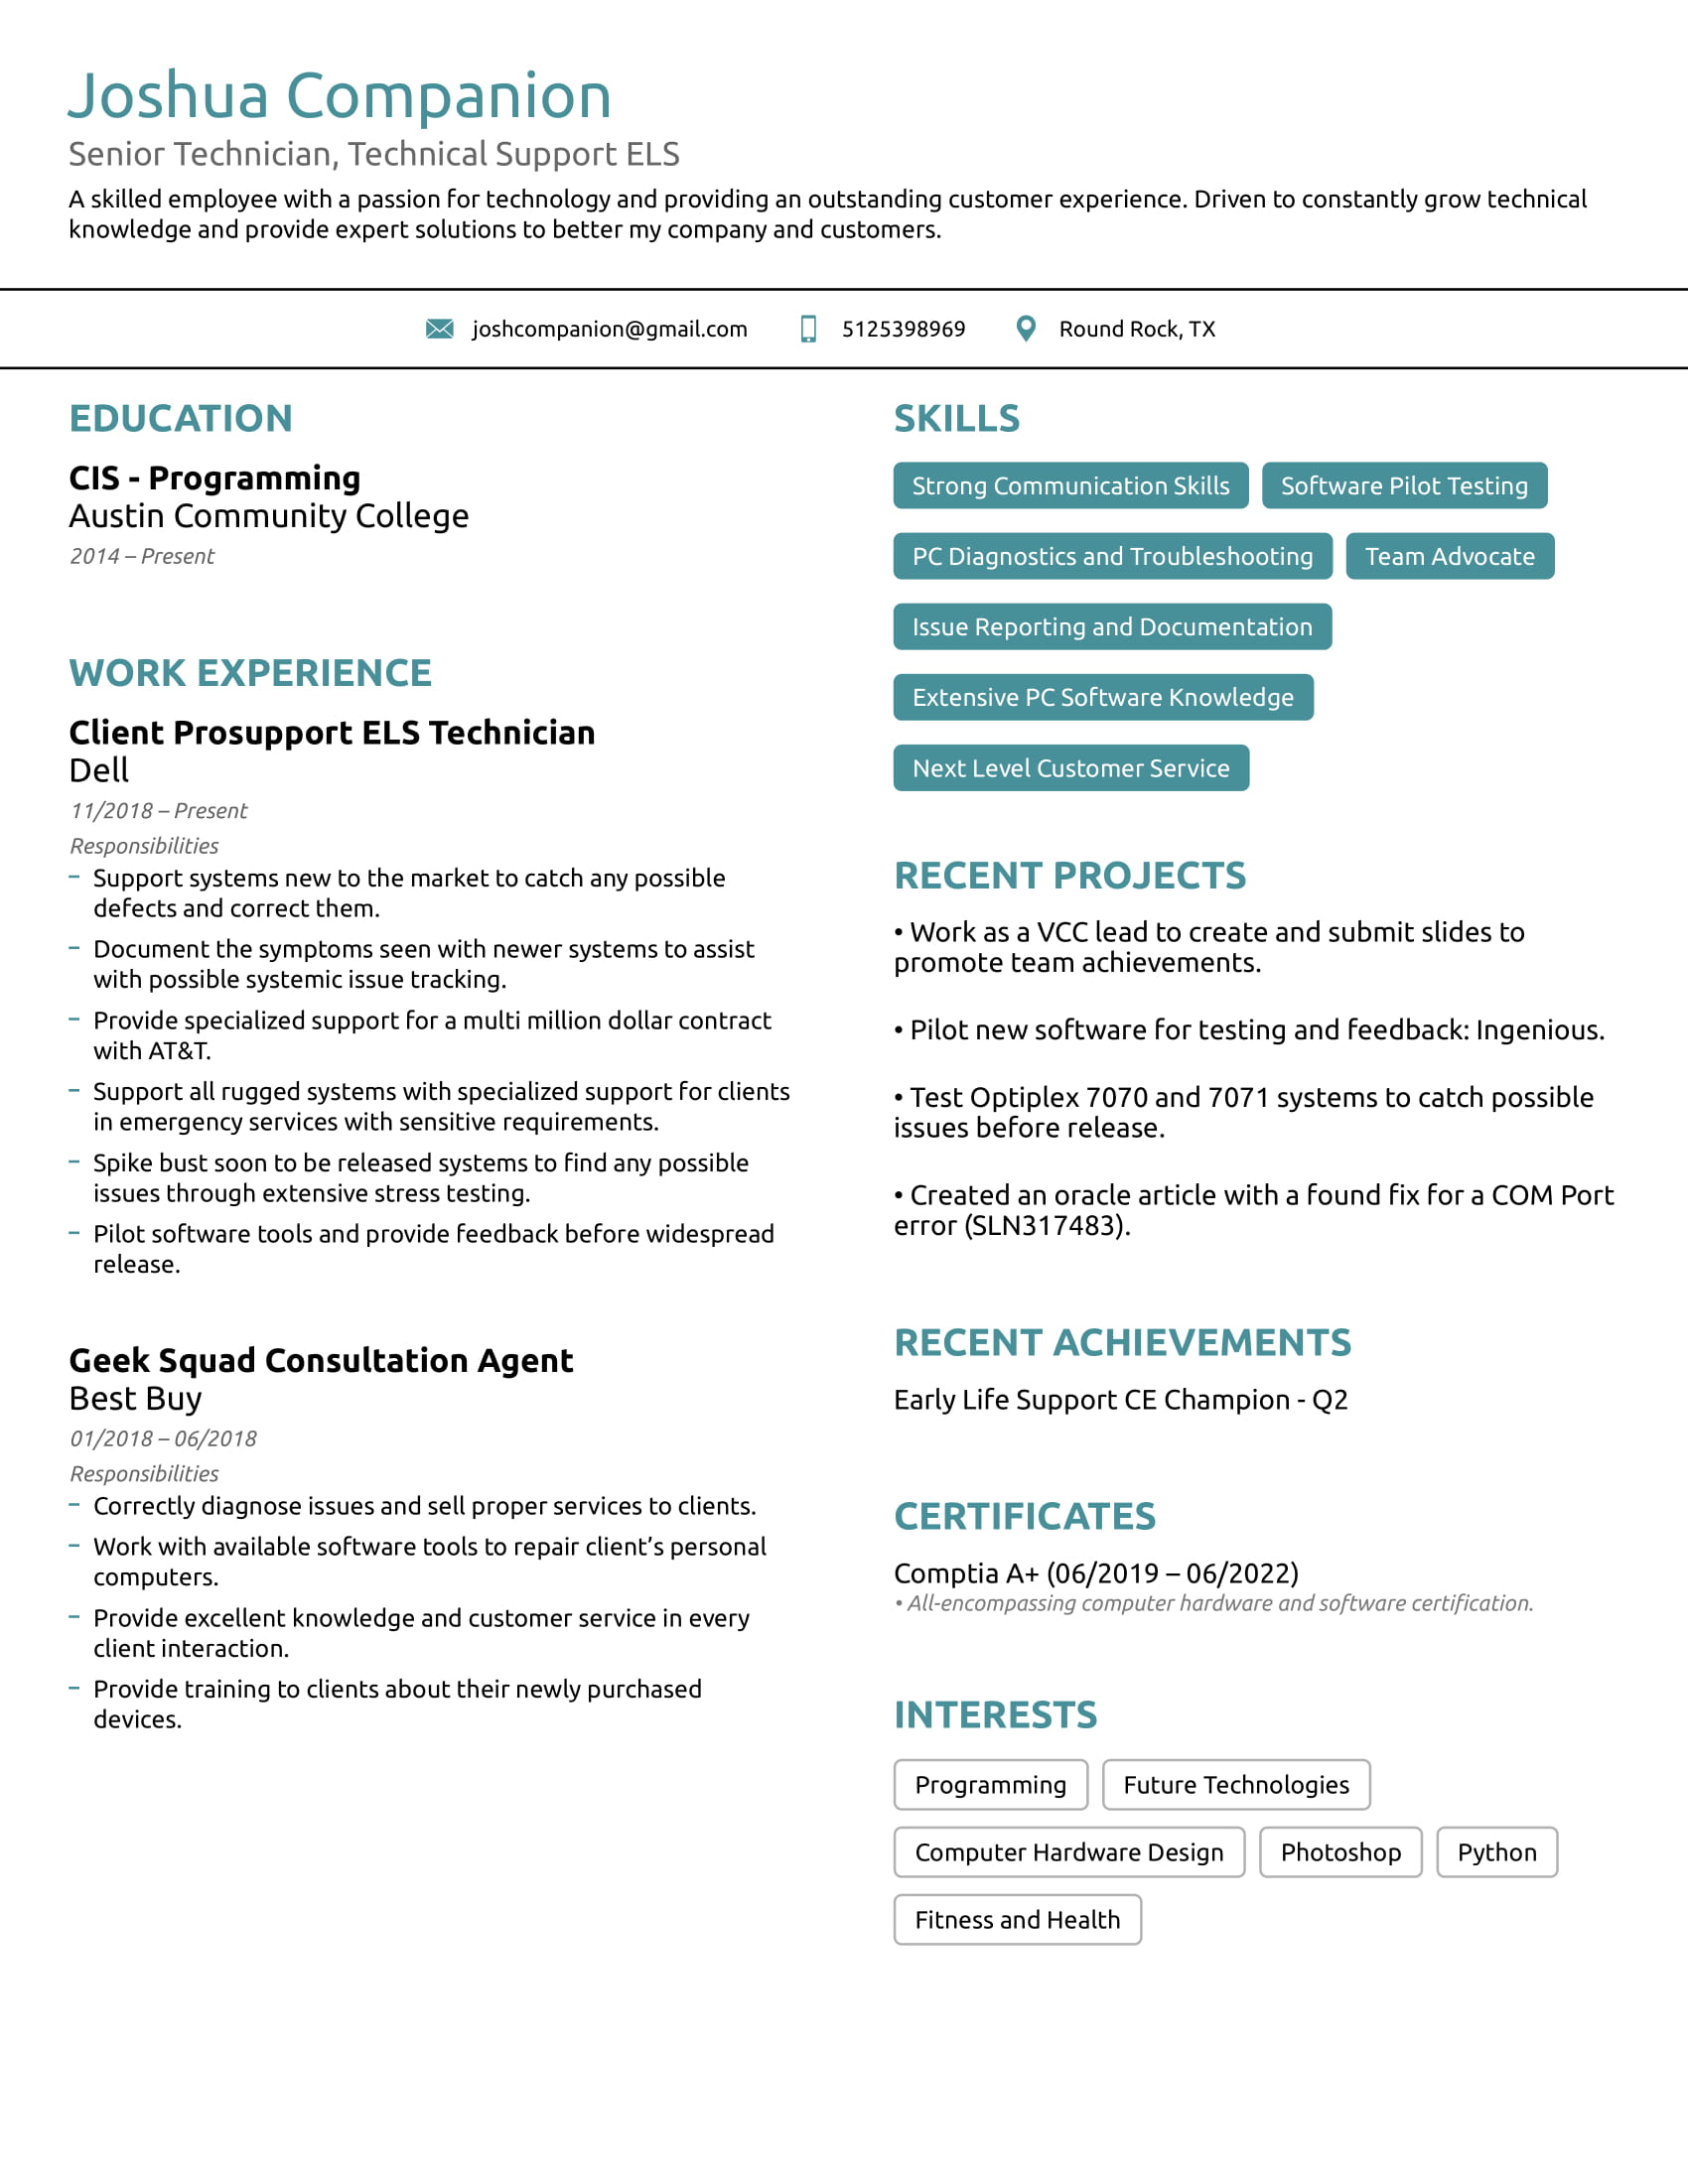 Joshua Companion
Senior Technician, Technical Support ELS
A skilled employee with a passion for technology and providing an outstanding customer experience. Driven to constantly grow technical
knowledge and provide expert solutions to better my company and customers.
joshcompanion@gmail.com 5125398969 Round Rock, TX
EDUCATION
CIS - Programming
Austin Community College
2014 – Present
WORK EXPERIENCE
Client Prosupport ELS Technician
Dell
11/2018 – Present
Responsibilities
– Support systems new to the market to catch any possible
defects and correct them.
– Document the symptoms seen with newer systems to assist
with possible systemic issue tracking.
– Provide specialized support for a multi million dollar contract
with AT&T.
– Support all rugged systems with specialized support for clients
in emergency services with sensitive requirements.
– Spike bust soon to be released systems to find any possible
issues through extensive stress testing.
– Pilot software tools and provide feedback before widespread
release.
Geek Squad Consultation Agent
Best Buy
01/2018 – 06/2018
Responsibilities
– Correctly diagnose issues and sell proper services to clients.
– Work with available software tools to repair client’s personal
computers.
– Provide excellent knowledge and customer service in every
client interaction.
– Provide training to clients about their newly purchased
devices.
SKILLS
Strong Communication Skills Software Pilot Testing
PC Diagnostics and Troubleshooting Team Advocate
Issue Reporting and Documentation
Extensive PC Software Knowledge
Next Level Customer Service
RECENT PROJECTS
• Work as a VCC lead to create and submit slides to
promote team achievements.
• Pilot new software for testing and feedback: Ingenious.
• Test Optiplex 7070 and 7071 systems to catch possible
issues before release.
• Created an oracle article with a found fix for a COM Port
error (SLN317483).
RECENT ACHIEVEMENTS
Early Life Support CE Champion - Q2
CERTIFICATES
Comptia A+ (06/2019 – 06/2022)
• All-encompassing computer hardware and software certification.
INTERESTS
Programming Future Technologies
Computer Hardware Design Photoshop Python
Fitness and Health